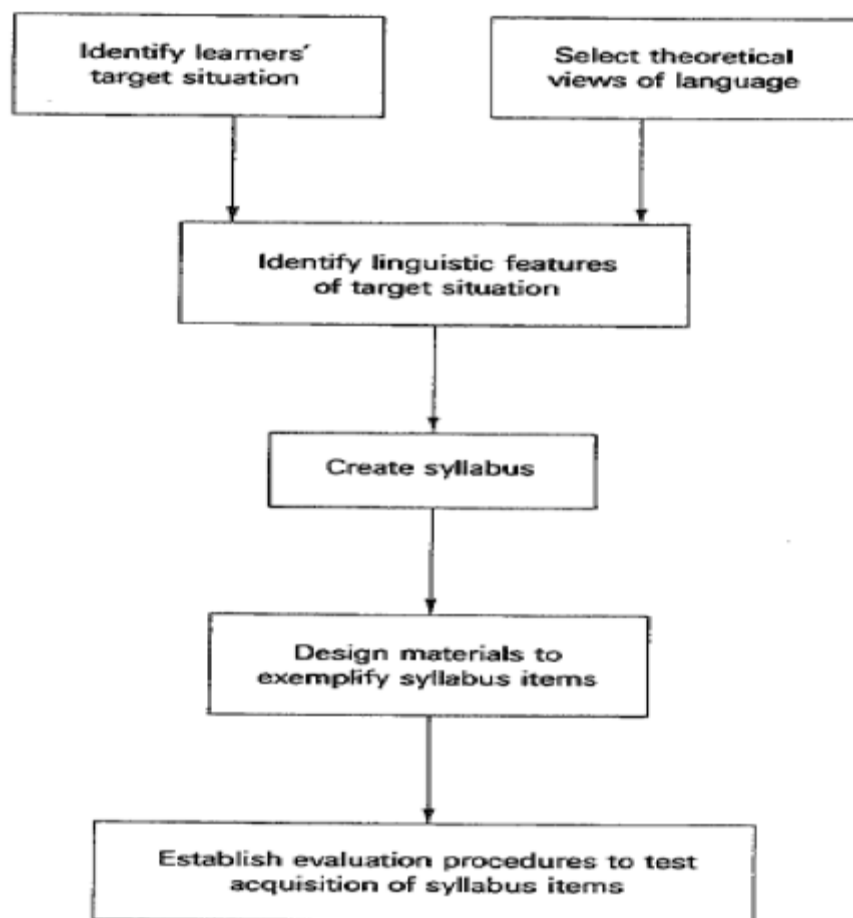 Identify learners'
target situation
Select theoretical
views of language
Identify linguistic features
of target situation
Create syllabus
Design materials to
exemplify syllabus items
Establish evaluation procedures to test
acquisition of syllabus items